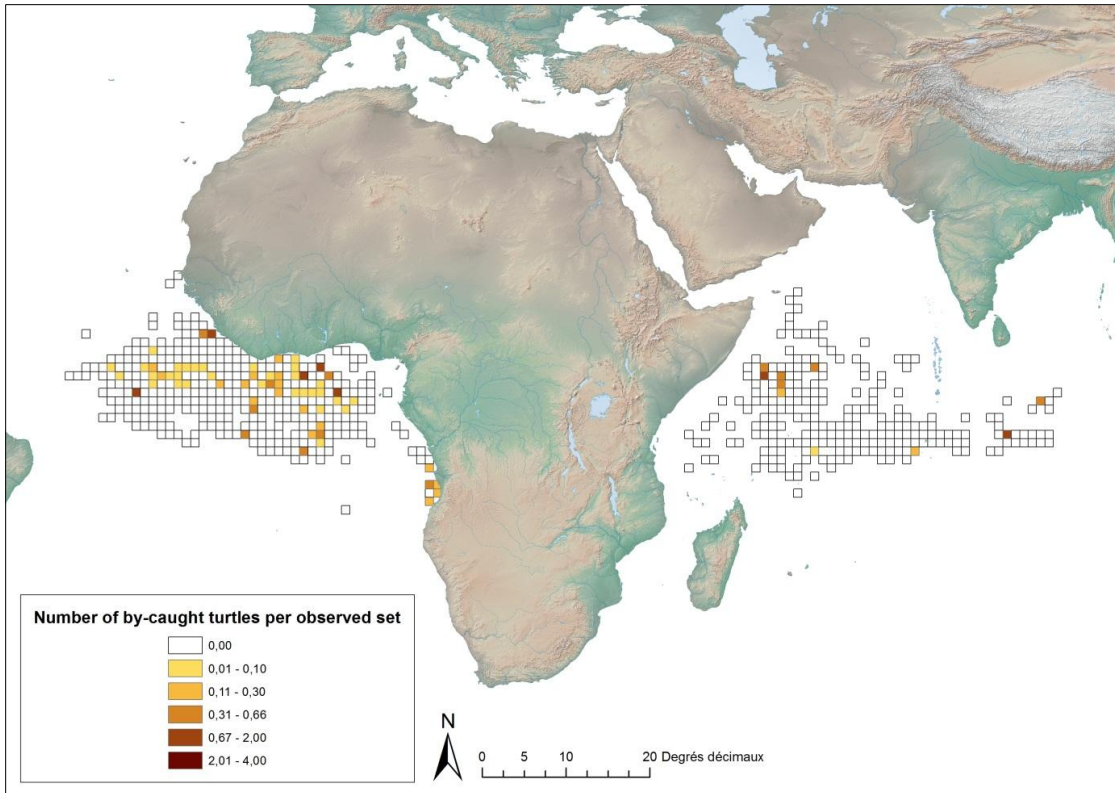 Number of by-caught turtles per observed set
0,00
0,01 - 0,10
0,11 - 0,30
0,31 - 0,66
0,67 - 2,00
2,01 - 4,00
N
0 5 10 20 Degrés décimaux